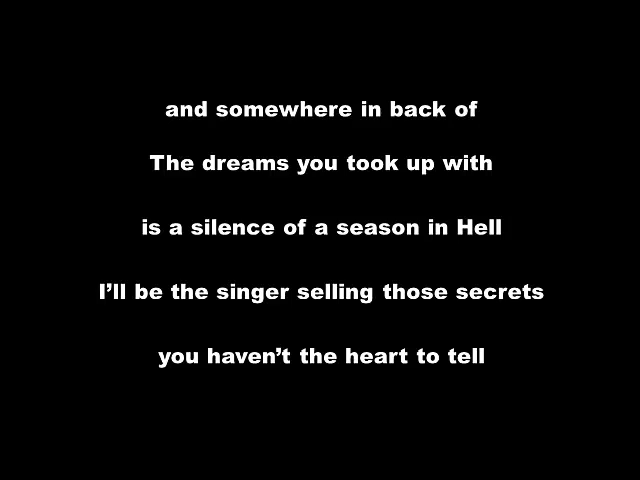 and somewhere in back of
The dreams you took up with
is a silence of a season in Hell
I’ll be the singer selling those secrets
you haven’t the heart to tell